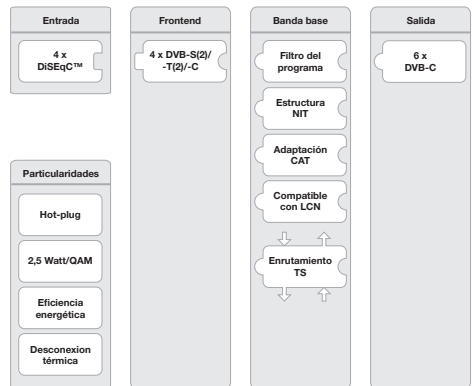 Entrada
4 x
DiSEqC™
Particularidades
Hot-plug
2,5 Watt/QAM
Eficiencia
energética
Desconexion
térmica
Frontend
4 x DVB-S(2)/
-T(2)/-C
Banda base
Filtro del
programa
Estructura
NIT
Adaptación
CAT
Compatible
con LCN
Enrutamiento
TS
Salida
6 x
DVB-C